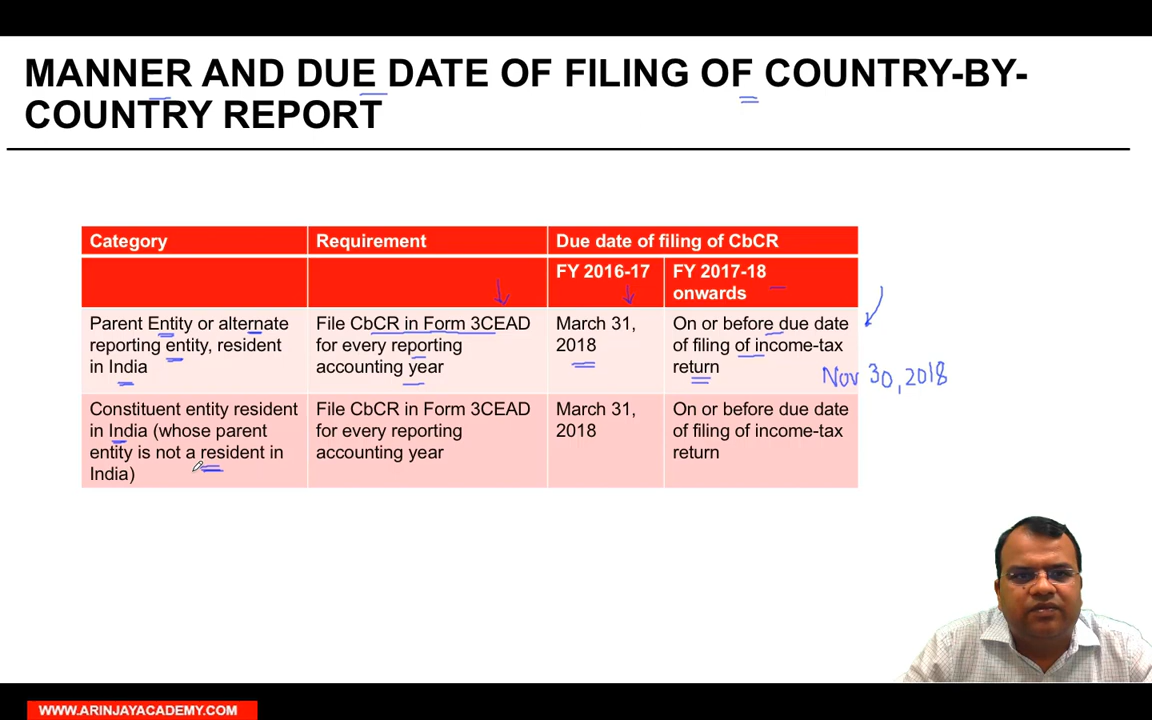 MANNER AND DUE DATE OF FILING OF COUNTRY-BY-
COUNTRY REPORT
Category
Requirement
Due date of filing of CbCR
FY 2016-17
FY 2017-18
onwards
Parent Entity or alternate
reporting entity, resident
in India
File CbCR in Form 3CEAD
for every reporting
accounting year
March 31,
2018
On or before due date
of filing of income-tax
return
Nov 30, 2018
Constituent entity resident
in India (whose parent
entity is not a resident in
India)
File CbCR in Form 3CEAD
for every reporting
accounting year
March 31,
2018
On or before due date
of filing of income-tax
return
WWW.ARINJAYACADEMY.COM